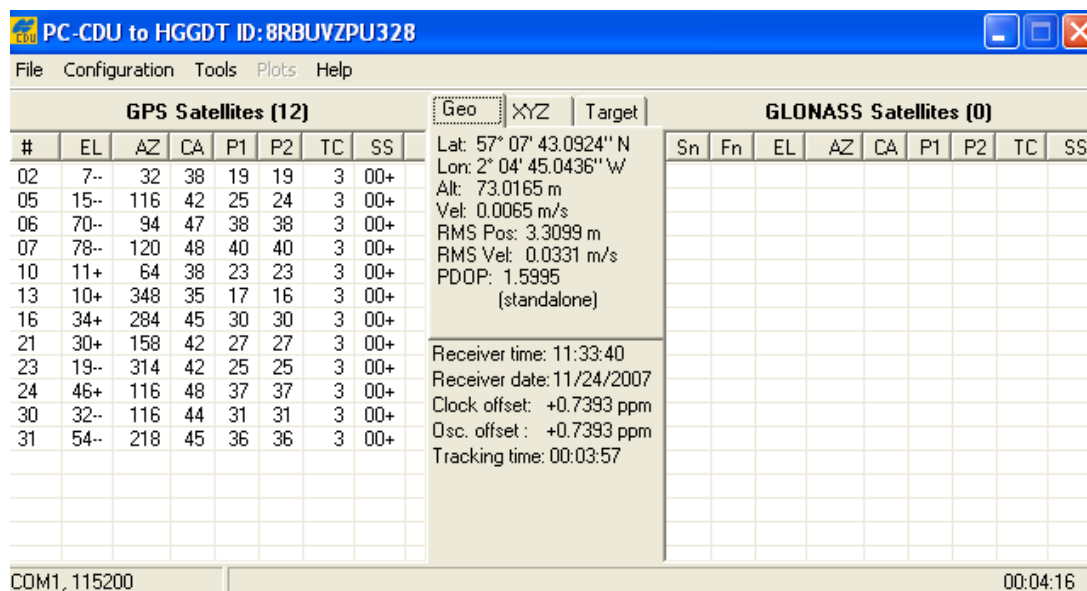 CDU PC-CDU to HGGDT ID:8RBUVZPU328
File Configuration Tools Plots Help
GPS Satellites (12)
# EL AZ CA P1 P2 TC SS
02 7-- 32 38 19 19 3 00+
05 15-- 116 42 25 24 3 00+
06 70-- 94 47 38 38 3 00+
07 78-- 120 48 40 40 3 00+
10 11+ 64 38 23 23 3 00+
13 10+ 348 35 17 16 3 00+
16 34+ 284 45 30 30 3 00+
21 30+ 158 42 27 27 3 00+
23 19-- 314 42 25 25 3 00+
24 46+ 116 48 37 37 3 00+
30 32-- 116 44 31 31 3 00+
31 54-- 218 45 36 36 3 00+
Geo XYZ Target
Lat: 57° 07' 43.0924'' N
Lon: 2° 04' 45.0436'' W
Alt: 73.0165 m
Vel: 0.0065 m/s
RMS Pos: 3.3099 m
RMS Vel: 0.0331 m/s
PDOP: 1.5995
(standalone)
Receiver time: 11:33:40
Receiver date: 11/24/2007
Clock offset: +0.7393 ppm
Osc. offset : +0.7393 ppm
Tracking time: 00:03:57
GLONASS Satellites (0)
Sn Fn EL AZ CA P1 P2 TC SS
COM1, 115200 00:04:16